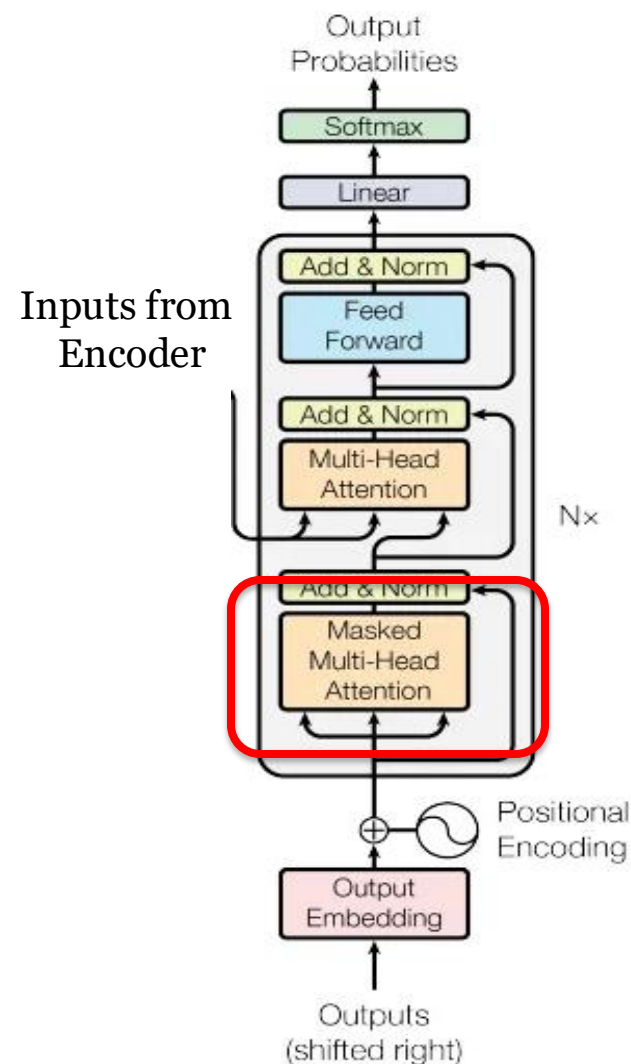 Output
Probabilities
Softmax
Linear
Add & Norm
Feed
Forward
Inputs from
Encoder
Add & Norm
Multi-Head
Attention
N×
Add & Norm
Masked
Multi-Head
Attention
Positional
Encoding
Output
Embedding
Outputs
(shifted right)